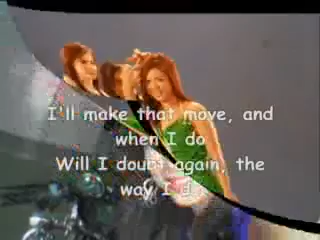 I'll make that move, and
when I do
Will I doubt again, the
way I d